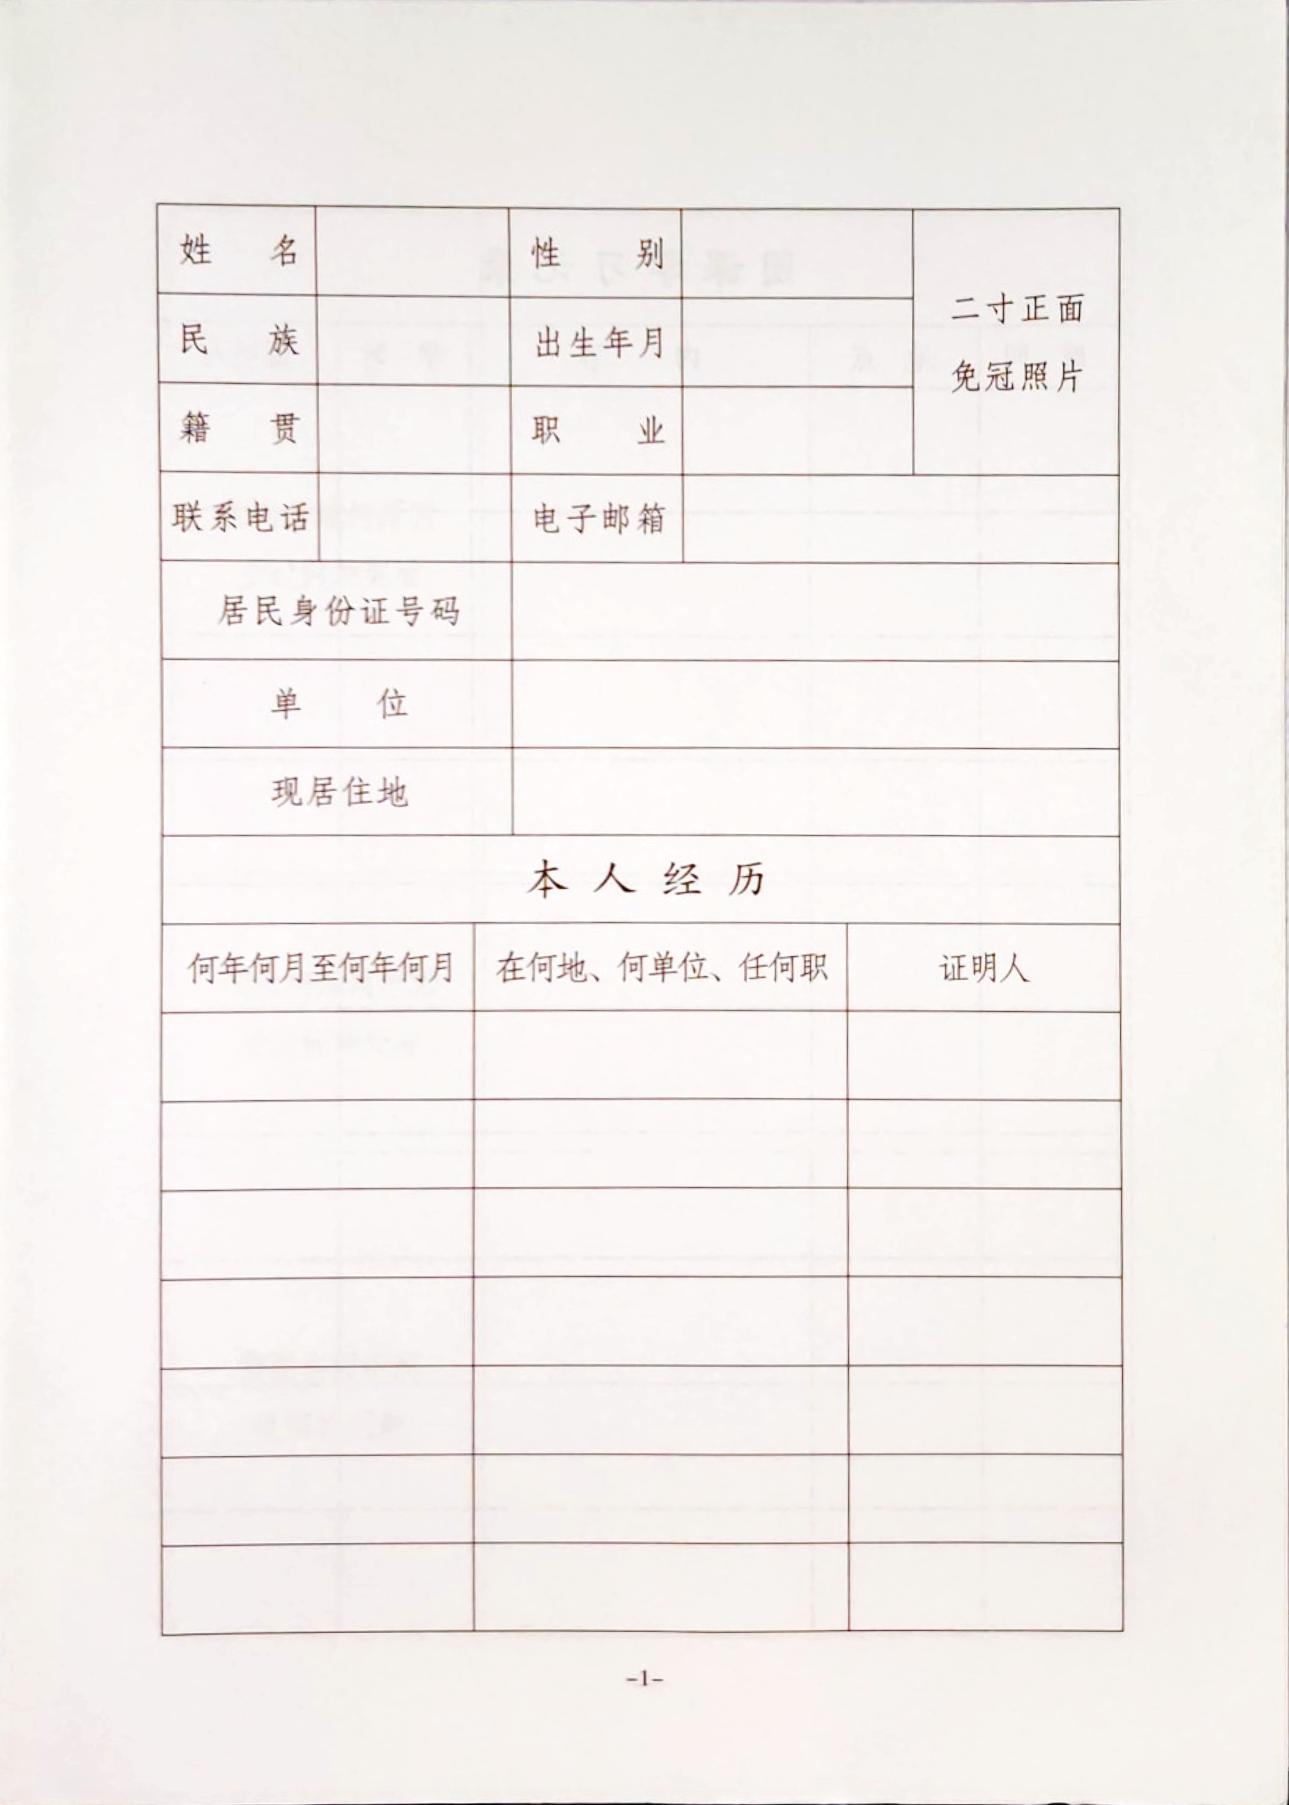 姓名 性别 二寸正面
免冠照片
民族 出生年月
籍贯 职业
联系电话 电子邮箱
居民身份证号码
单位
现居住地
本人经历
何年何月至何年何月 在何地、何单位、任何职 证明人
-1-